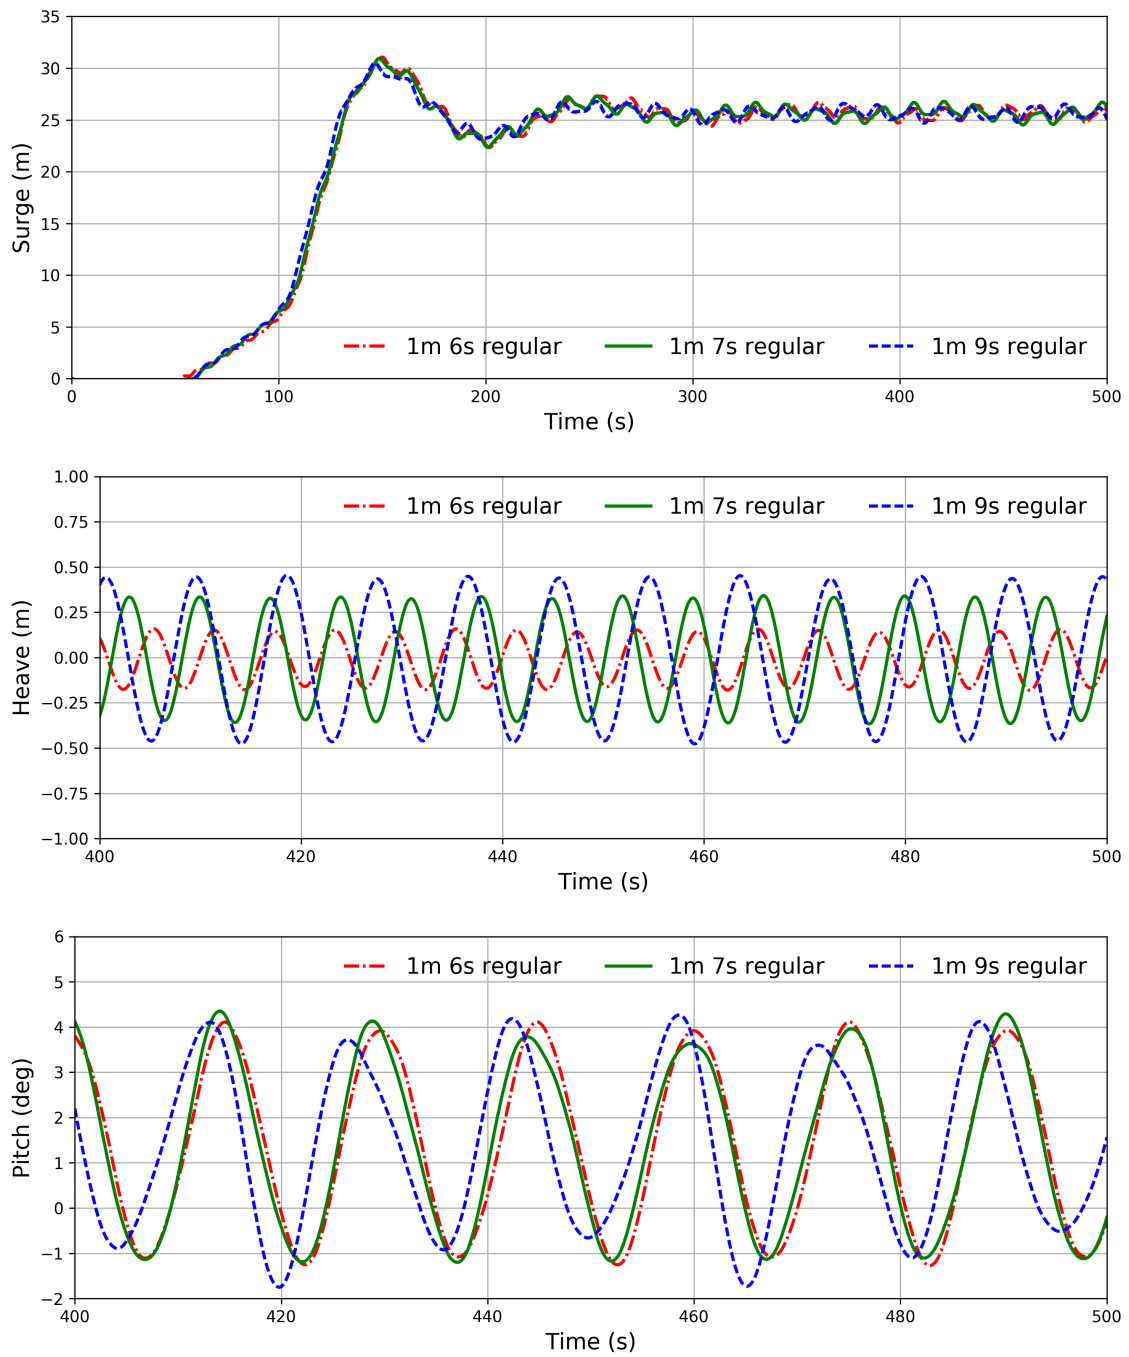 35
30
25
20
15
10
5
0
Surge (m)
1m 6s regular 1m 7s regular 1m 9s regular
0 100 200 300 400 500
Time (s)
1.00
0.75
0.50
0.25
0.00
−0.25
−0.50
−0.75
−1.00
Heave (m)
1m 6s regular 1m 7s regular 1m 9s regular
400 420 440 460 480 500
Time (s)
6
5
4
3
2
1
0
−1
−2
Pitch (deg)
1m 6s regular 1m 7s regular 1m 9s regular
400 420 440 460 480 500
Time (s)